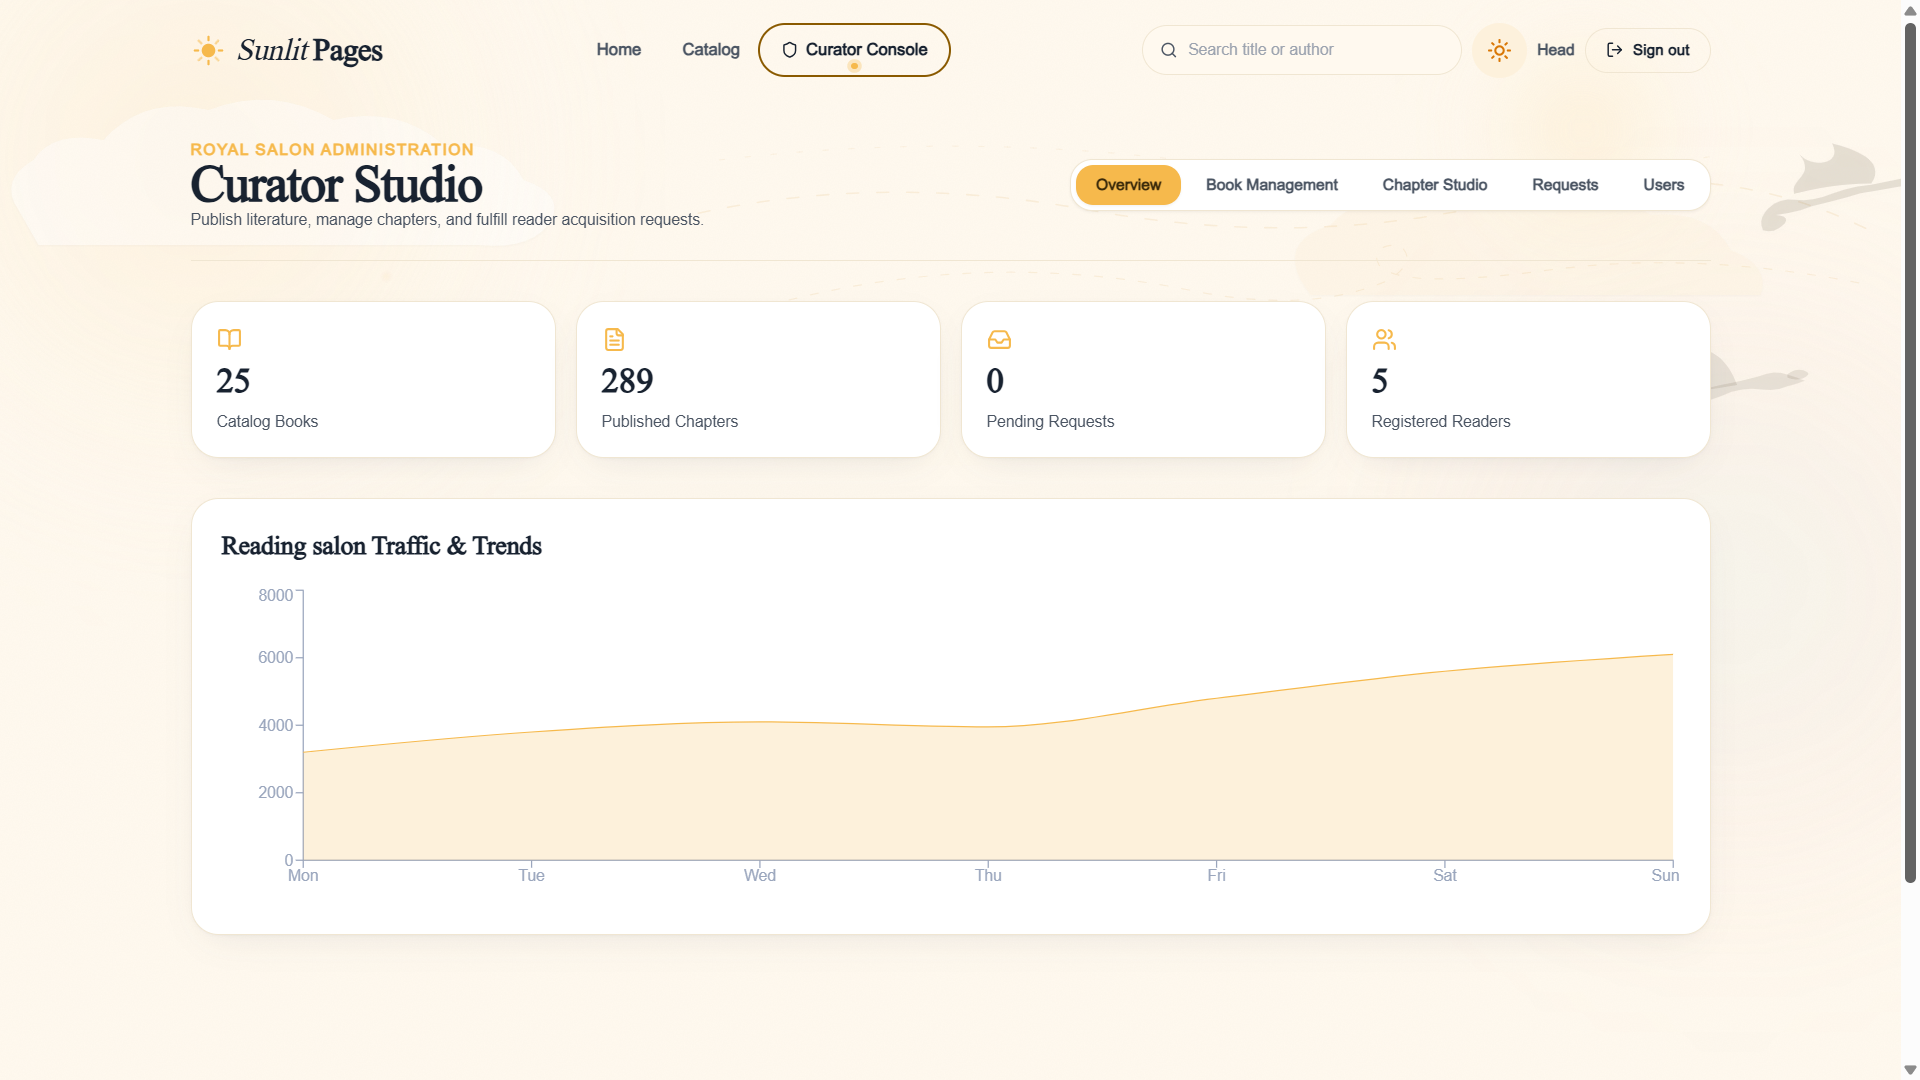 Sunlit Pages
Home
Catalog
Curator Console
Search title or author
Head
Sign out
ROYAL SALON ADMINISTRATION
Curator Studio
Publish literature, manage chapters, and fulfill reader acquisition requests.
Overview
Book Management
Chapter Studio
Requests
Users
25
Catalog Books
289
Published Chapters
0
Pending Requests
5
Registered Readers
Reading salon Traffic & Trends
8000
6000
4000
2000
0
Mon
Tue
Wed
Thu
Fri
Sat
Sun